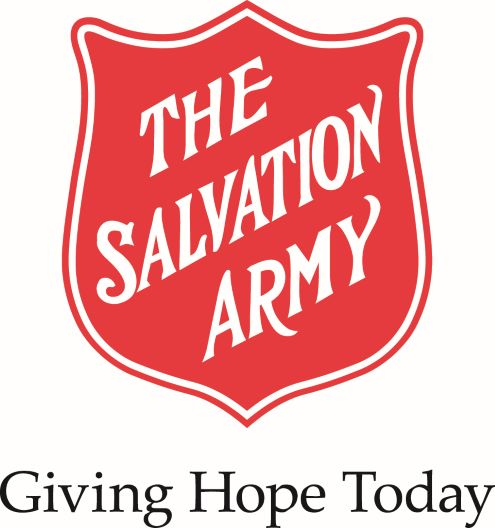 THE
SALVATION
ARMY
Giving Hope Today